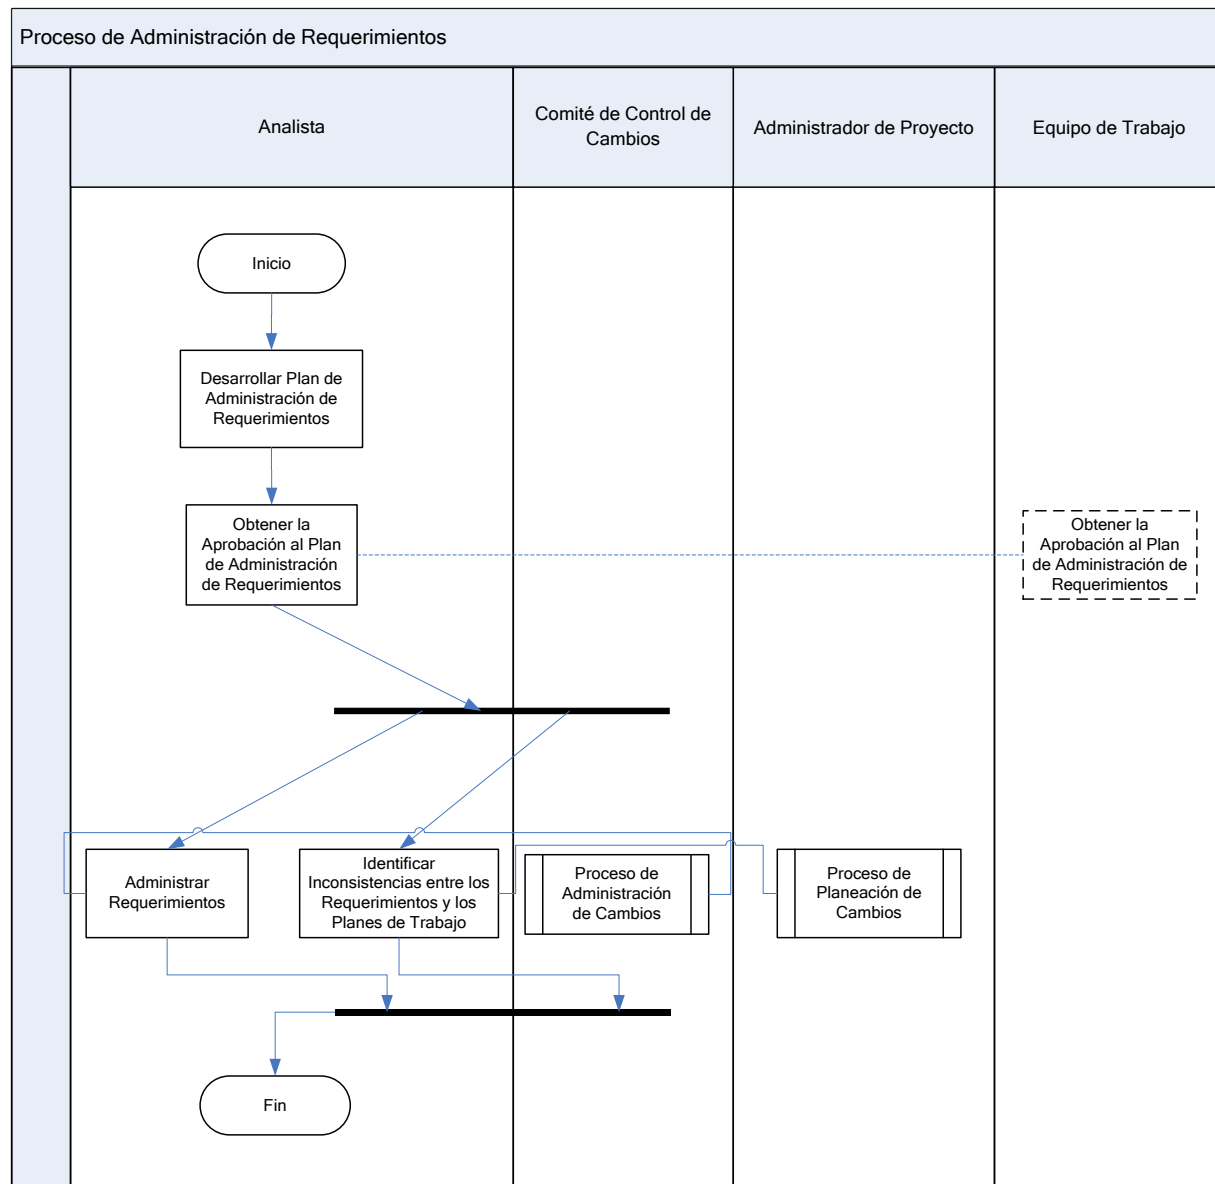 Proceso de Administración de Requerimientos
Analista
Comité de Control de
Cambios
Administrador de Proyecto
Equipo de Trabajo
Inicio
Desarrollar Plan de
Administración de
Requerimientos
Obtener la
Aprobación al Plan
de Administración
de Requerimientos
Obtener la
Aprobación al Plan
de Administración de
Requerimientos
Administrar
Requerimientos
Identificar
Inconsistencias entre los
Requerimientos y los
Planes de Trabajo
Proceso de
Administración
de Cambios
Proceso de
Planeación de
Cambios
Fin